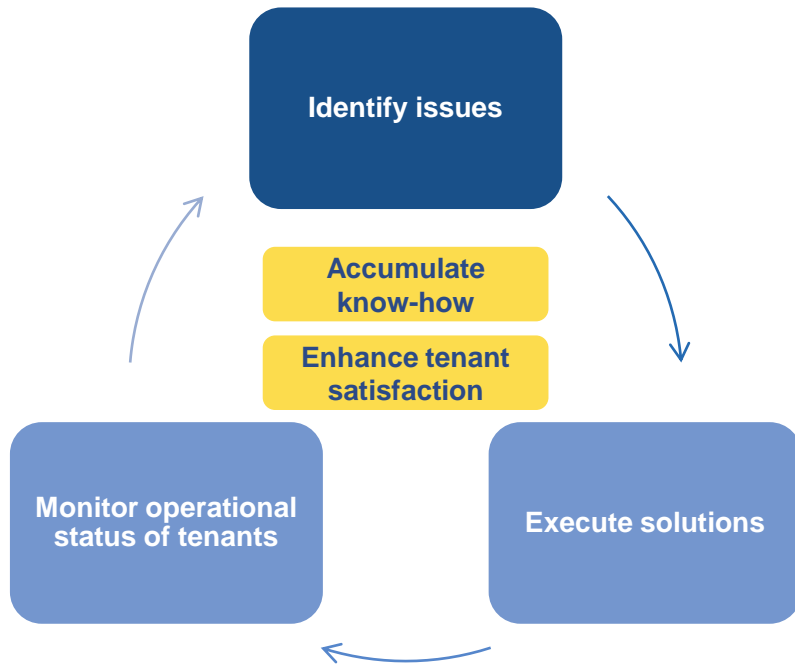 Identify issues
Accumulate
know-how
Enhance tenant
satisfaction
Monitor operational
status of tenants
Execute solutions